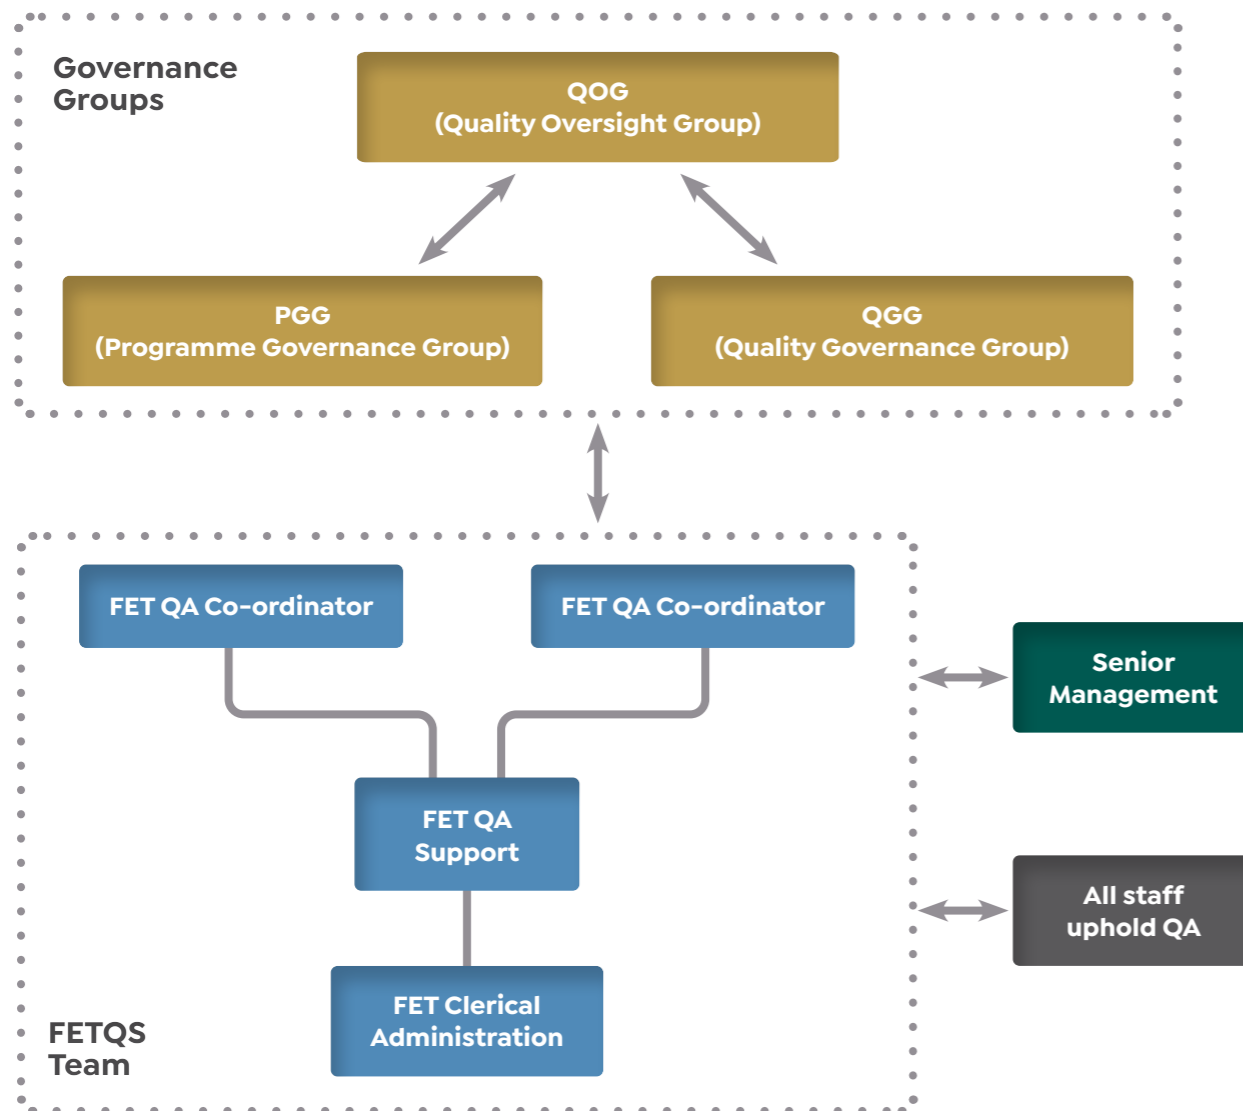 Governance
Groups
QOG
(Quality Oversight Group)
PGG
(Programme Governance Group)
QGG
(Quality Governance Group)
FET QA Co-ordinator
FET QA Co-ordinator
Senior
Management
FET QA
Support
All staff
uphold QA
FET Clerical
Administration
FETQS
Team